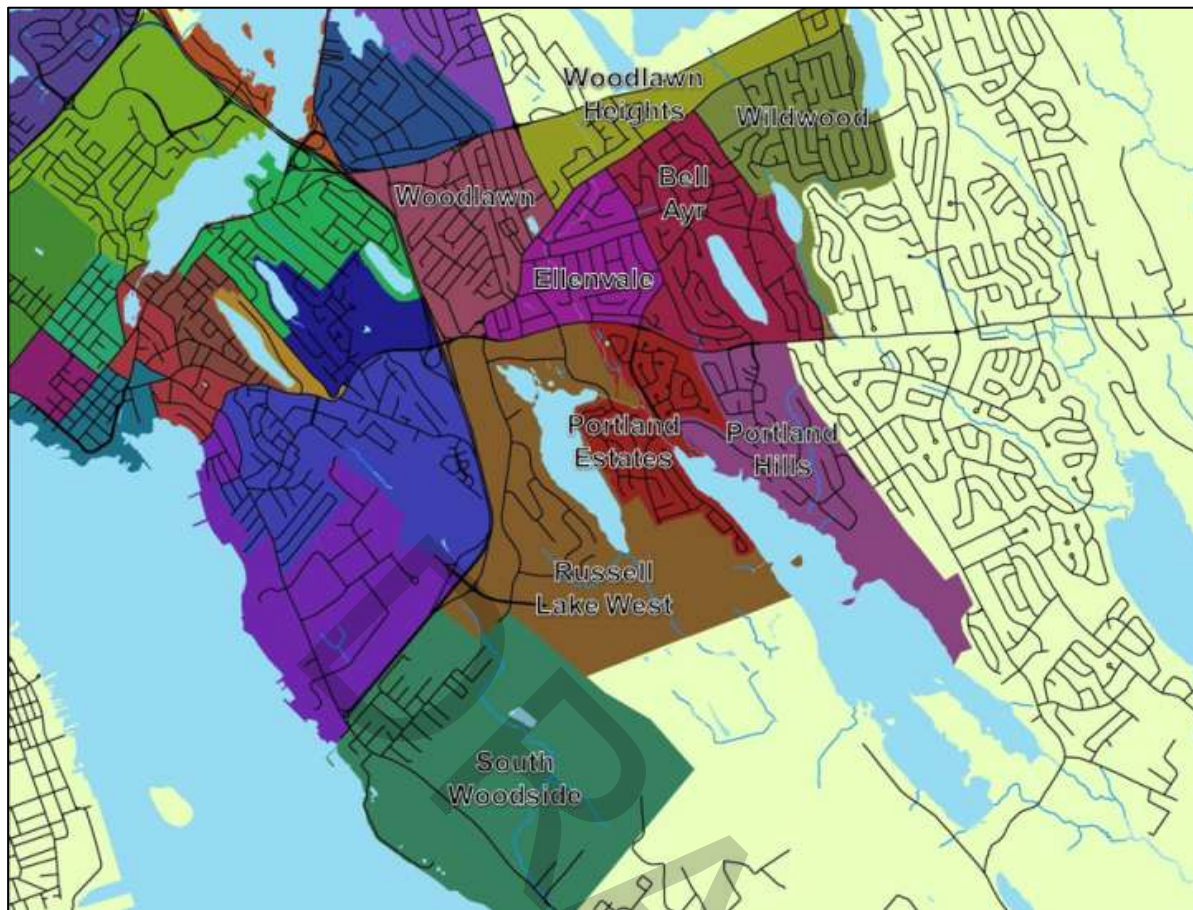 Woodlawn
Heights
Wildwood
Woodlawn
Bell
Ayr
Ellenvale
Portland
Estates
Portland
Hills
Russell
Lake West
South
Woodside